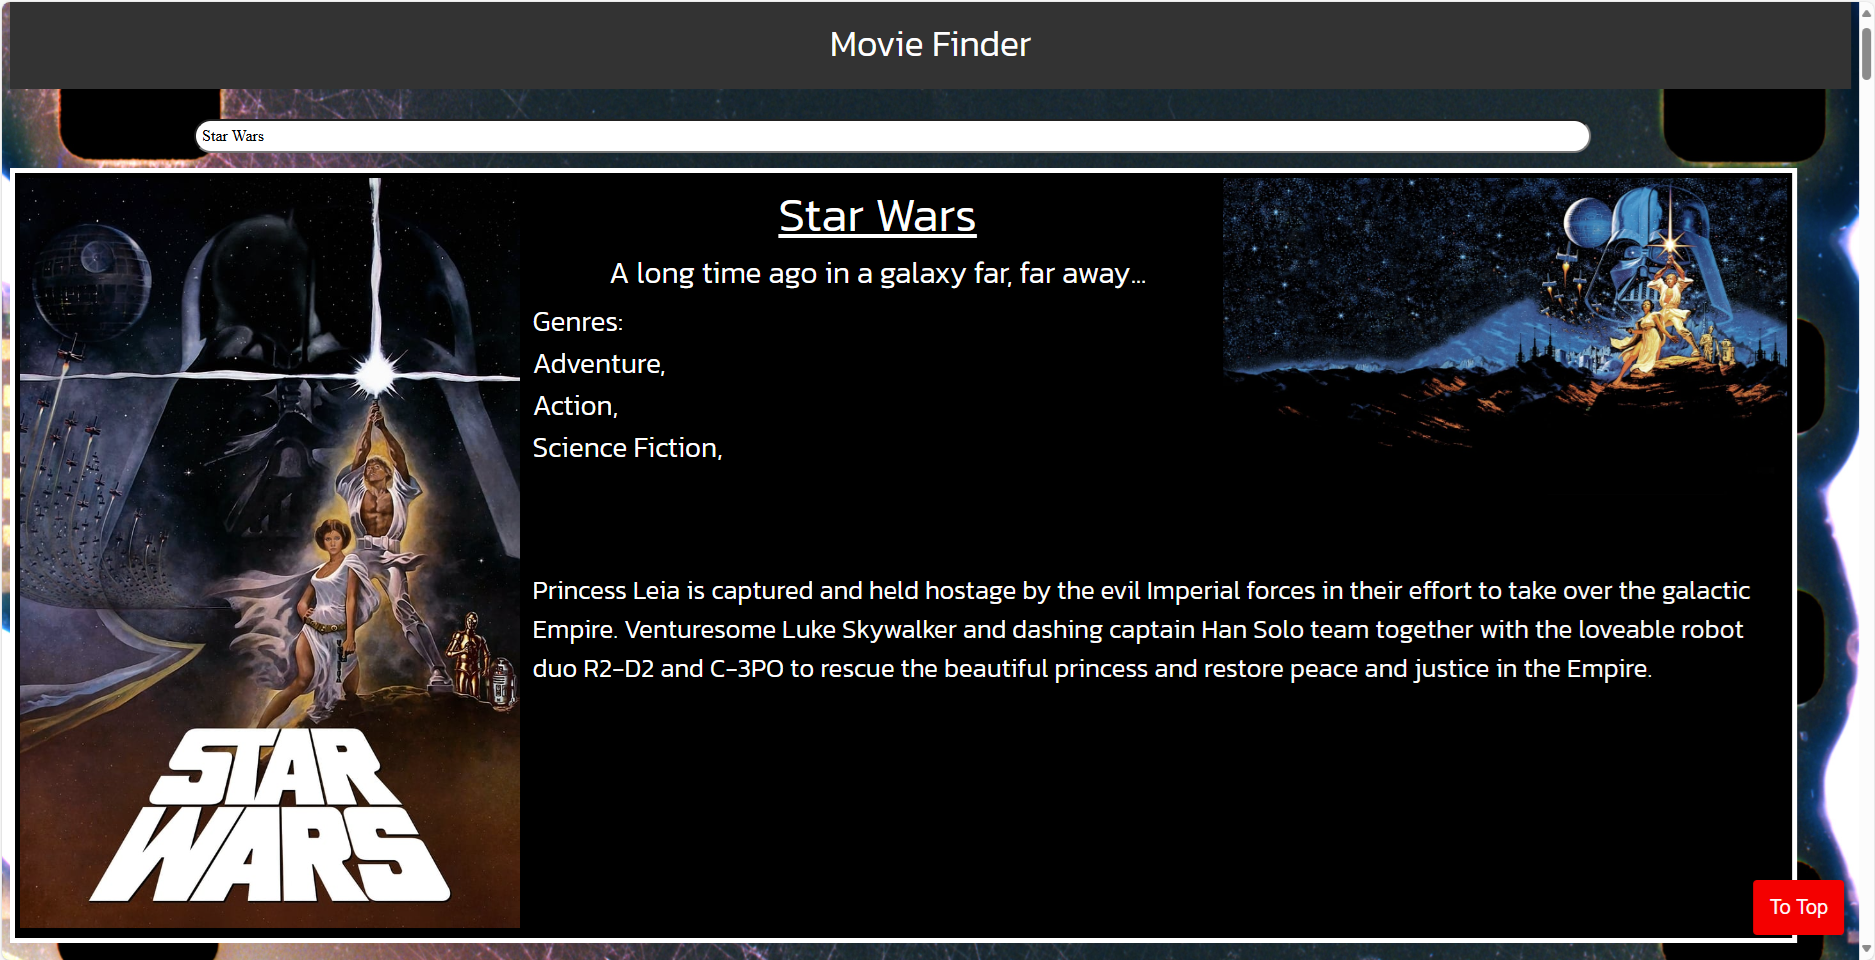 Movie Finder
Star Wars
Star Wars
A long time ago in a galaxy far, far away...
Genres:
Adventure,
Action,
Science Fiction,
Princess Leia is captured and held hostage by the evil Imperial forces in their effort to take over the galactic
Empire. Venturesome Luke Skywalker and dashing captain Han Solo team together with the loveable robot
duo R2-D2 and C-3PO to rescue the beautiful princess and restore peace and justice in the Empire.
STAR
WARS
To Top